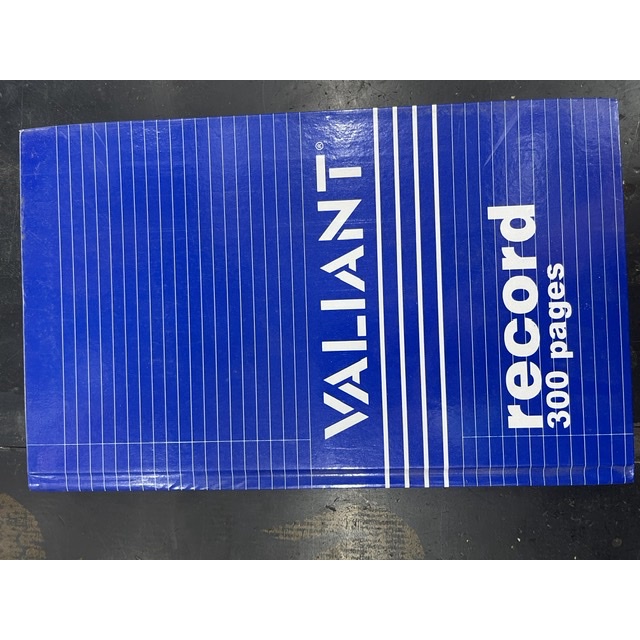 VALIANT®
record
300 pages